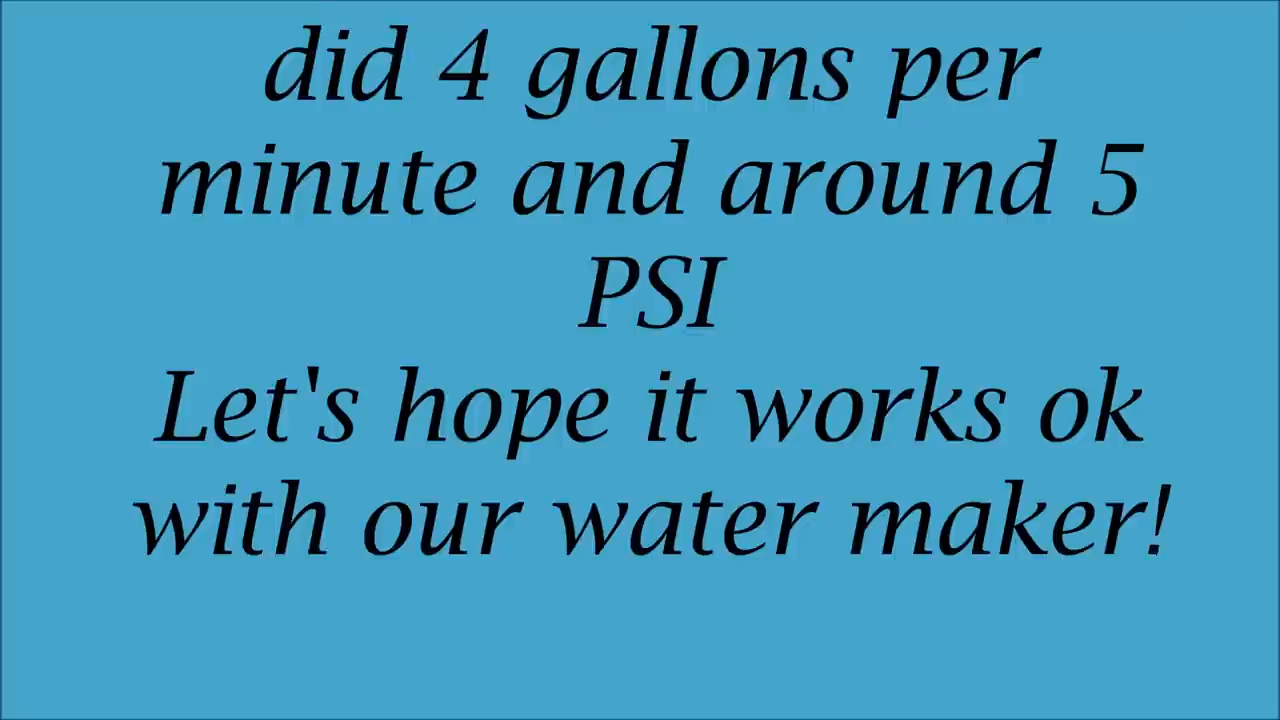 did 4 gallons per
minute and around 5
PSI
Let's hope it works ok
with our water maker!